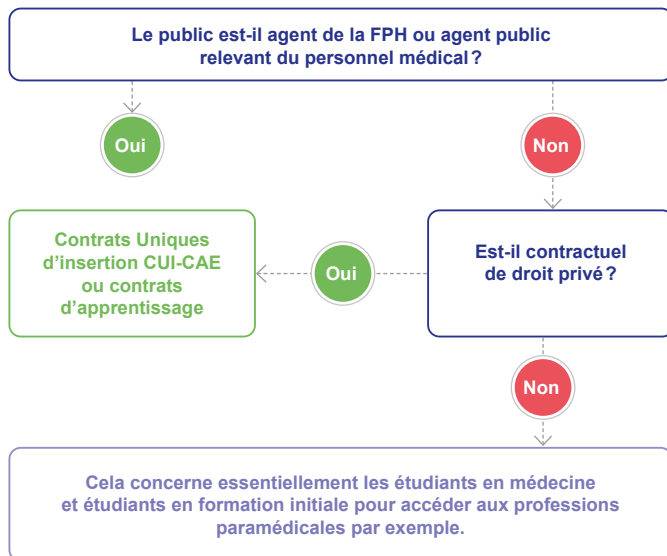 Le public est-il agent de la FPH ou agent public
relevant du personnel médical ?
Oui
Non
Contrats Uniques
d’insertion CUI-CAE
ou contrats
d’apprentissage
Oui
Est-il contractuel
de droit privé ?
Non
Cela concerne essentiellement les étudiants en médecine
et étudiants en formation initiale pour accéder aux professions
paramédicales par exemple.